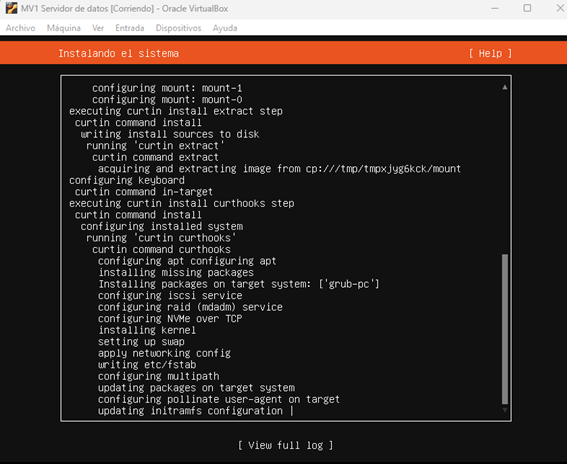 MV1 Servidor de datos [Corriendo] - Oracle VirtualBox
Archivo Máquina Ver Entrada Dispositivos Ayuda
Instalando el sistema [ Help ]
configuring mount: mount-1
configuring mount: mount-0
executing curtin install extract step
curtin command install
writing install sources to disk
running 'curtin extract'
curtin command extract
acquiring and extracting image from cp:///tmp/tmpxjyg6kck/mount
configuring keyboard
curtin command in-target
executing curtin install curthooks step
curtin command install
configuring installed system
running 'curtin curthooks'
curtin command curthooks
configuring apt configuring apt
installing missing packages
Installing packages on target system: ['grub-pc']
configuring iscsi service
configuring raid (mdadm) service
configuring NVMe over TCP
installing kernel
setting up swap
apply networking config
writing etc/fstab
configuring multipath
updating packages on target system
configuring pollinate user-agent on target
updating initramfs configuration |
[ View full log ]